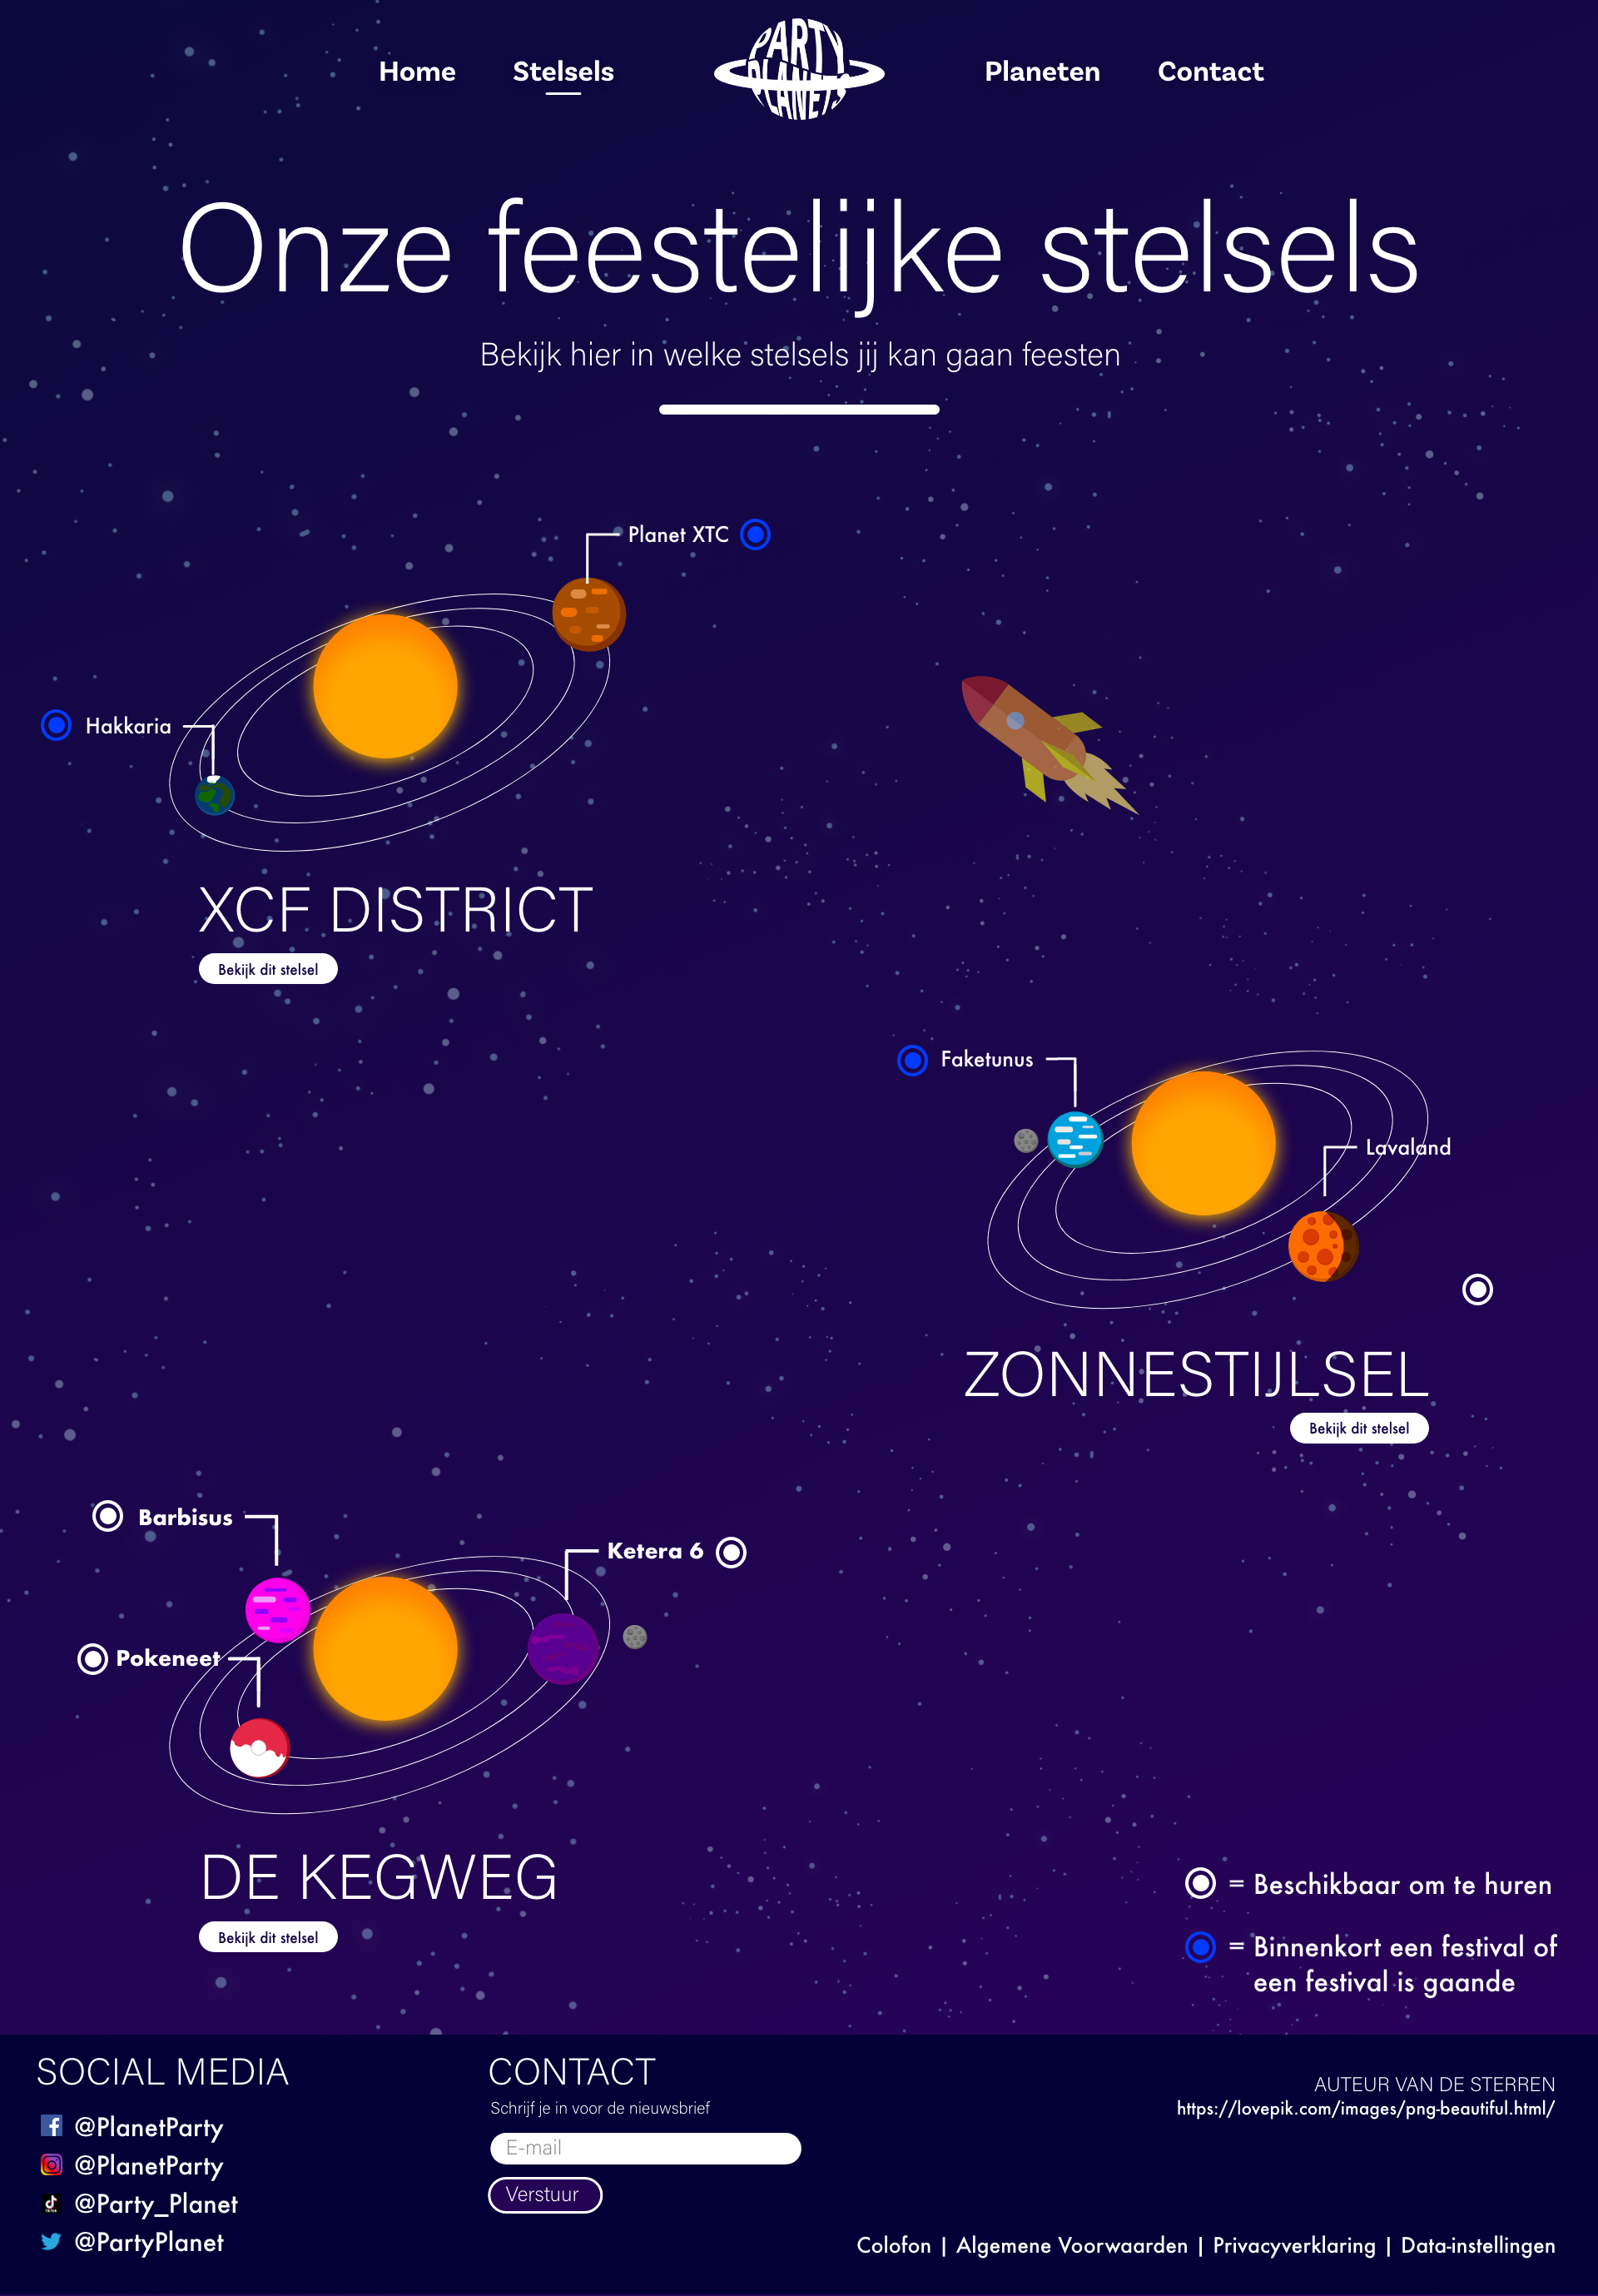 Home
Stelsels
PARTY
PLANETS
Planeten
Contact
Onze feestelijke stelsels
Bekijk hier in welke stelsels jij kan gaan feesten
Planet XTC
Hakkaria
XCF DISTRICT
Bekijk dit stelsel
Faketunus
Lavaland
ZONNESTIJLSEL
Bekijk dit stelsel
Barbisus
Ketera 6
Pokeneet
DE KEGWEG
Bekijk dit stelsel
= Beschikbaar om te huren
= Binnenkort een festival of
een festival is gaande
SOCIAL MEDIA
@PlanetParty
@PlanetParty
@Party_Planet
@PartyPlanet
CONTACT
Schrijf je in voor de nieuwsbrief
E-mail
Verstuur
AUTEUR VAN DE STERREN
https://lovepik.com/images/png-beautiful.html/
Colofon | Algemene Voorwaarden | Privacyverklaring | Data-instellingen